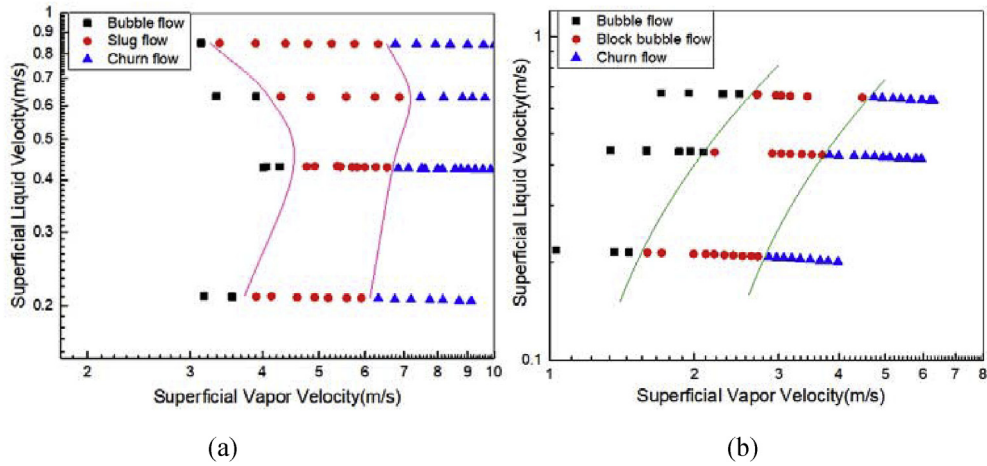 Bubble flow
Slug flow
Churn flow
Superficial Liquid Velocity(m/s)
1
0.9
0.8
0.7
0.6
0.5
0.4
0.3
0.2
2
3
4
5
6
7
8
9
10
Superficial Vapor Velocity(m/s)
(a)
Bubble flow
Block bubble flow
Churn flow
Superficial Liquid Velocity(m/s)
1
0.1
1
2
3
4
5
6
7
8
Superficial Vapor Velocity(m/s)
(b)